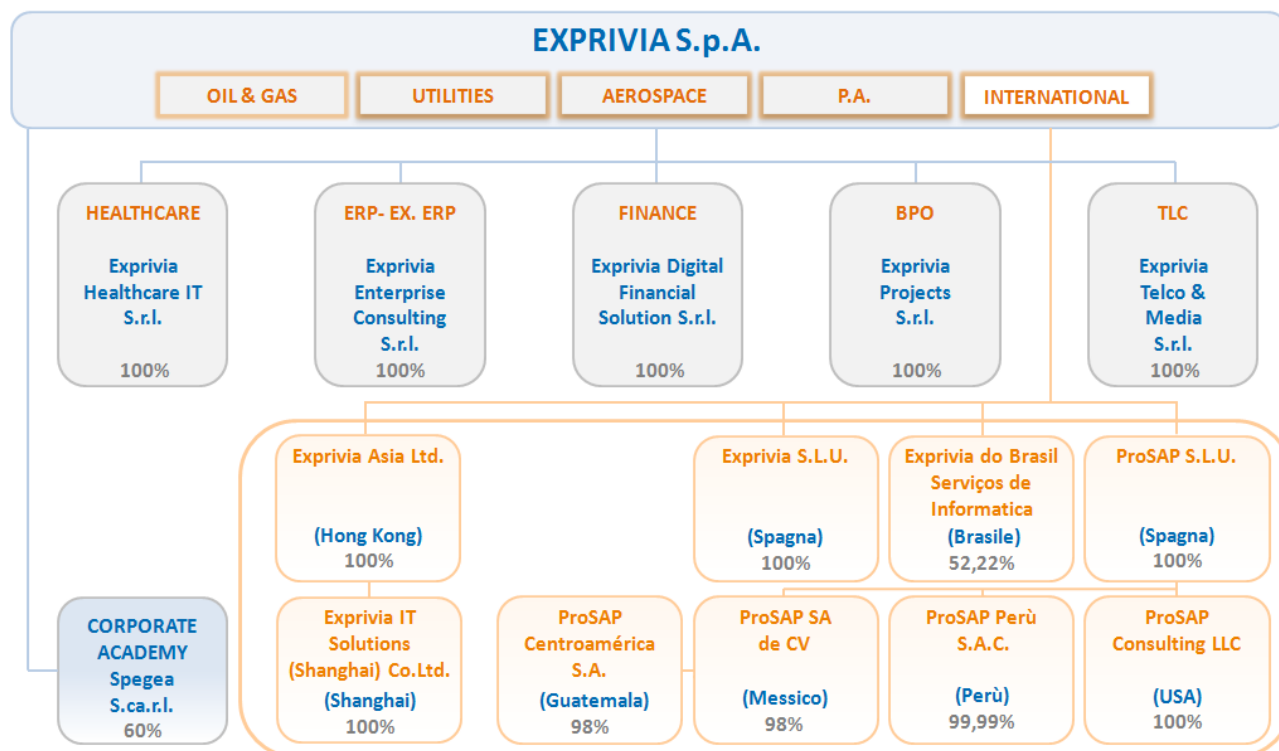 EXPRIVIA S.p.A.
OIL & GAS
UTILITIES
AEROSPACE
P.A.
INTERNATIONAL
HEALTHCARE
Exprivia
Healthcare IT
S.r.l.
100%
ERP- EX. ERP
Exprivia
Enterprise
Consulting
S.r.l.
100%
FINANCE
Exprivia Digital
Financial
Solution S.r.l.
100%
BPO
Exprivia
Projects
S.r.l.
100%
TLC
Exprivia
Telco &
Media
S.r.l.
100%
Exprivia Asia Ltd.
(Hong Kong)
100%
Exprivia S.L.U.
(Spagna)
100%
Exprivia do Brasil
Serviços de
Informatica
(Brasile)
52,22%
ProSAP S.L.U.
(Spagna)
100%
CORPORATE
ACADEMY
Spegea
S.ca.r.l.
60%
Exprivia IT
Solutions
(Shanghai) Co.Ltd.
(Shanghai)
100%
ProSAP
Centroamérica
S.A.
(Guatemala)
98%
ProSAP SA
de CV
(Messico)
98%
ProSAP Perù
S.A.C.
(Perù)
99,99%
ProSAP
Consulting LLC
(USA)
100%